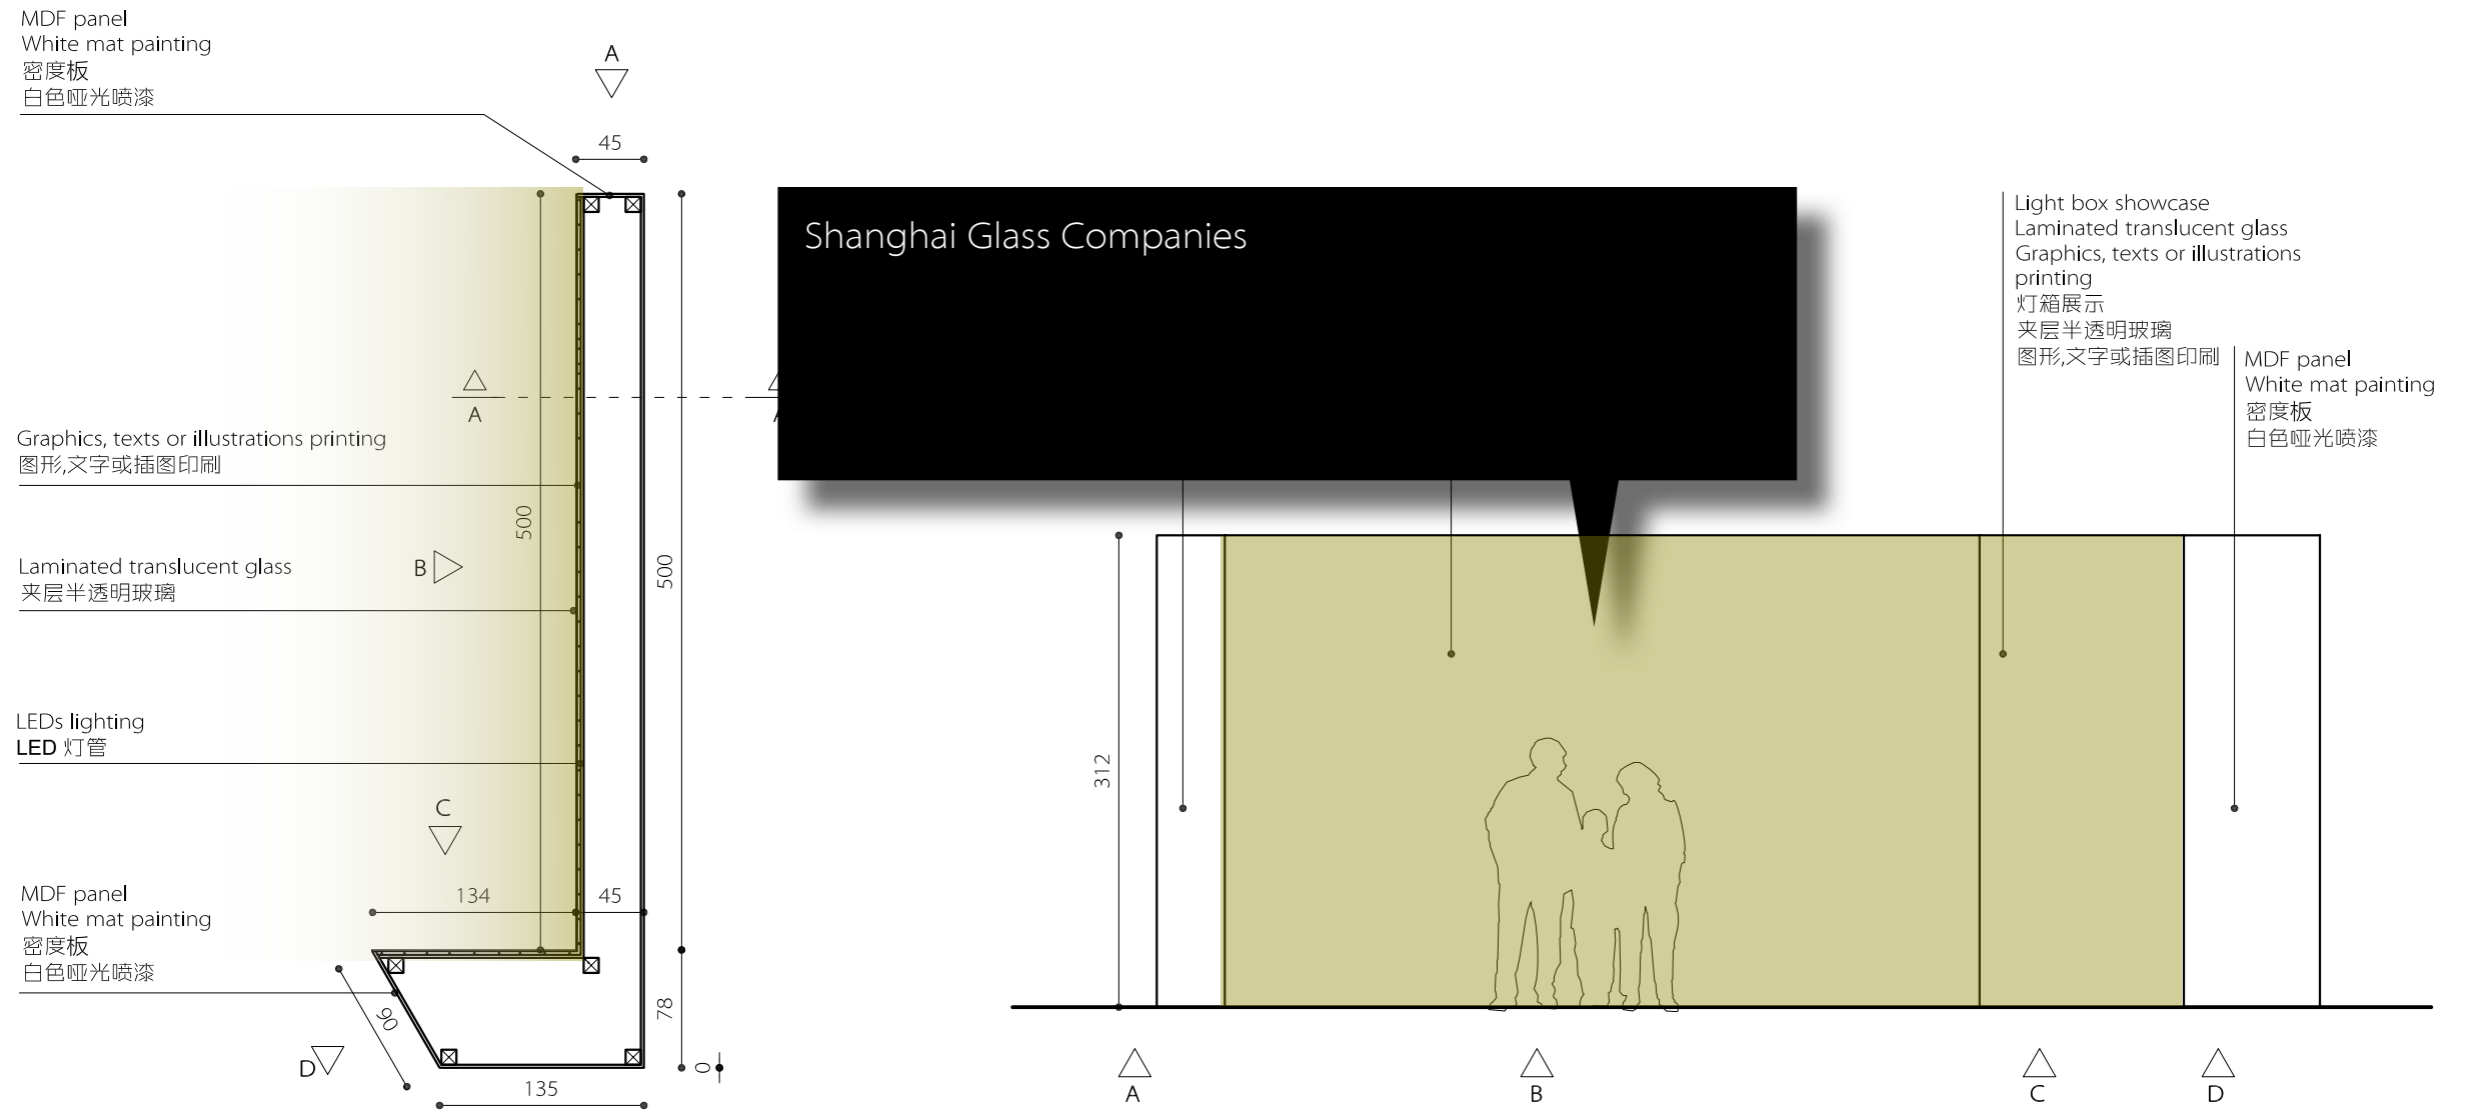 MDF panel
White mat painting
密度板
白色哑光喷漆
A
45
Shanghai Glass Companies
Light box showcase
Laminated translucent glass
Graphics, texts or illustrations
printing
灯箱展示
夹层半透明玻璃
图形,文字或插图印刷
MDF panel
White mat painting
密度板
白色哑光喷漆
A
Graphics, texts or illustrations printing
图形,文字或插图印刷
500
500
B
Laminated translucent glass
夹层半透明玻璃
LEDs lighting
LED 灯管
312
C
MDF panel
White mat painting
密度板
白色哑光喷漆
134
45
90
78
D
0
135
A
B
C
D